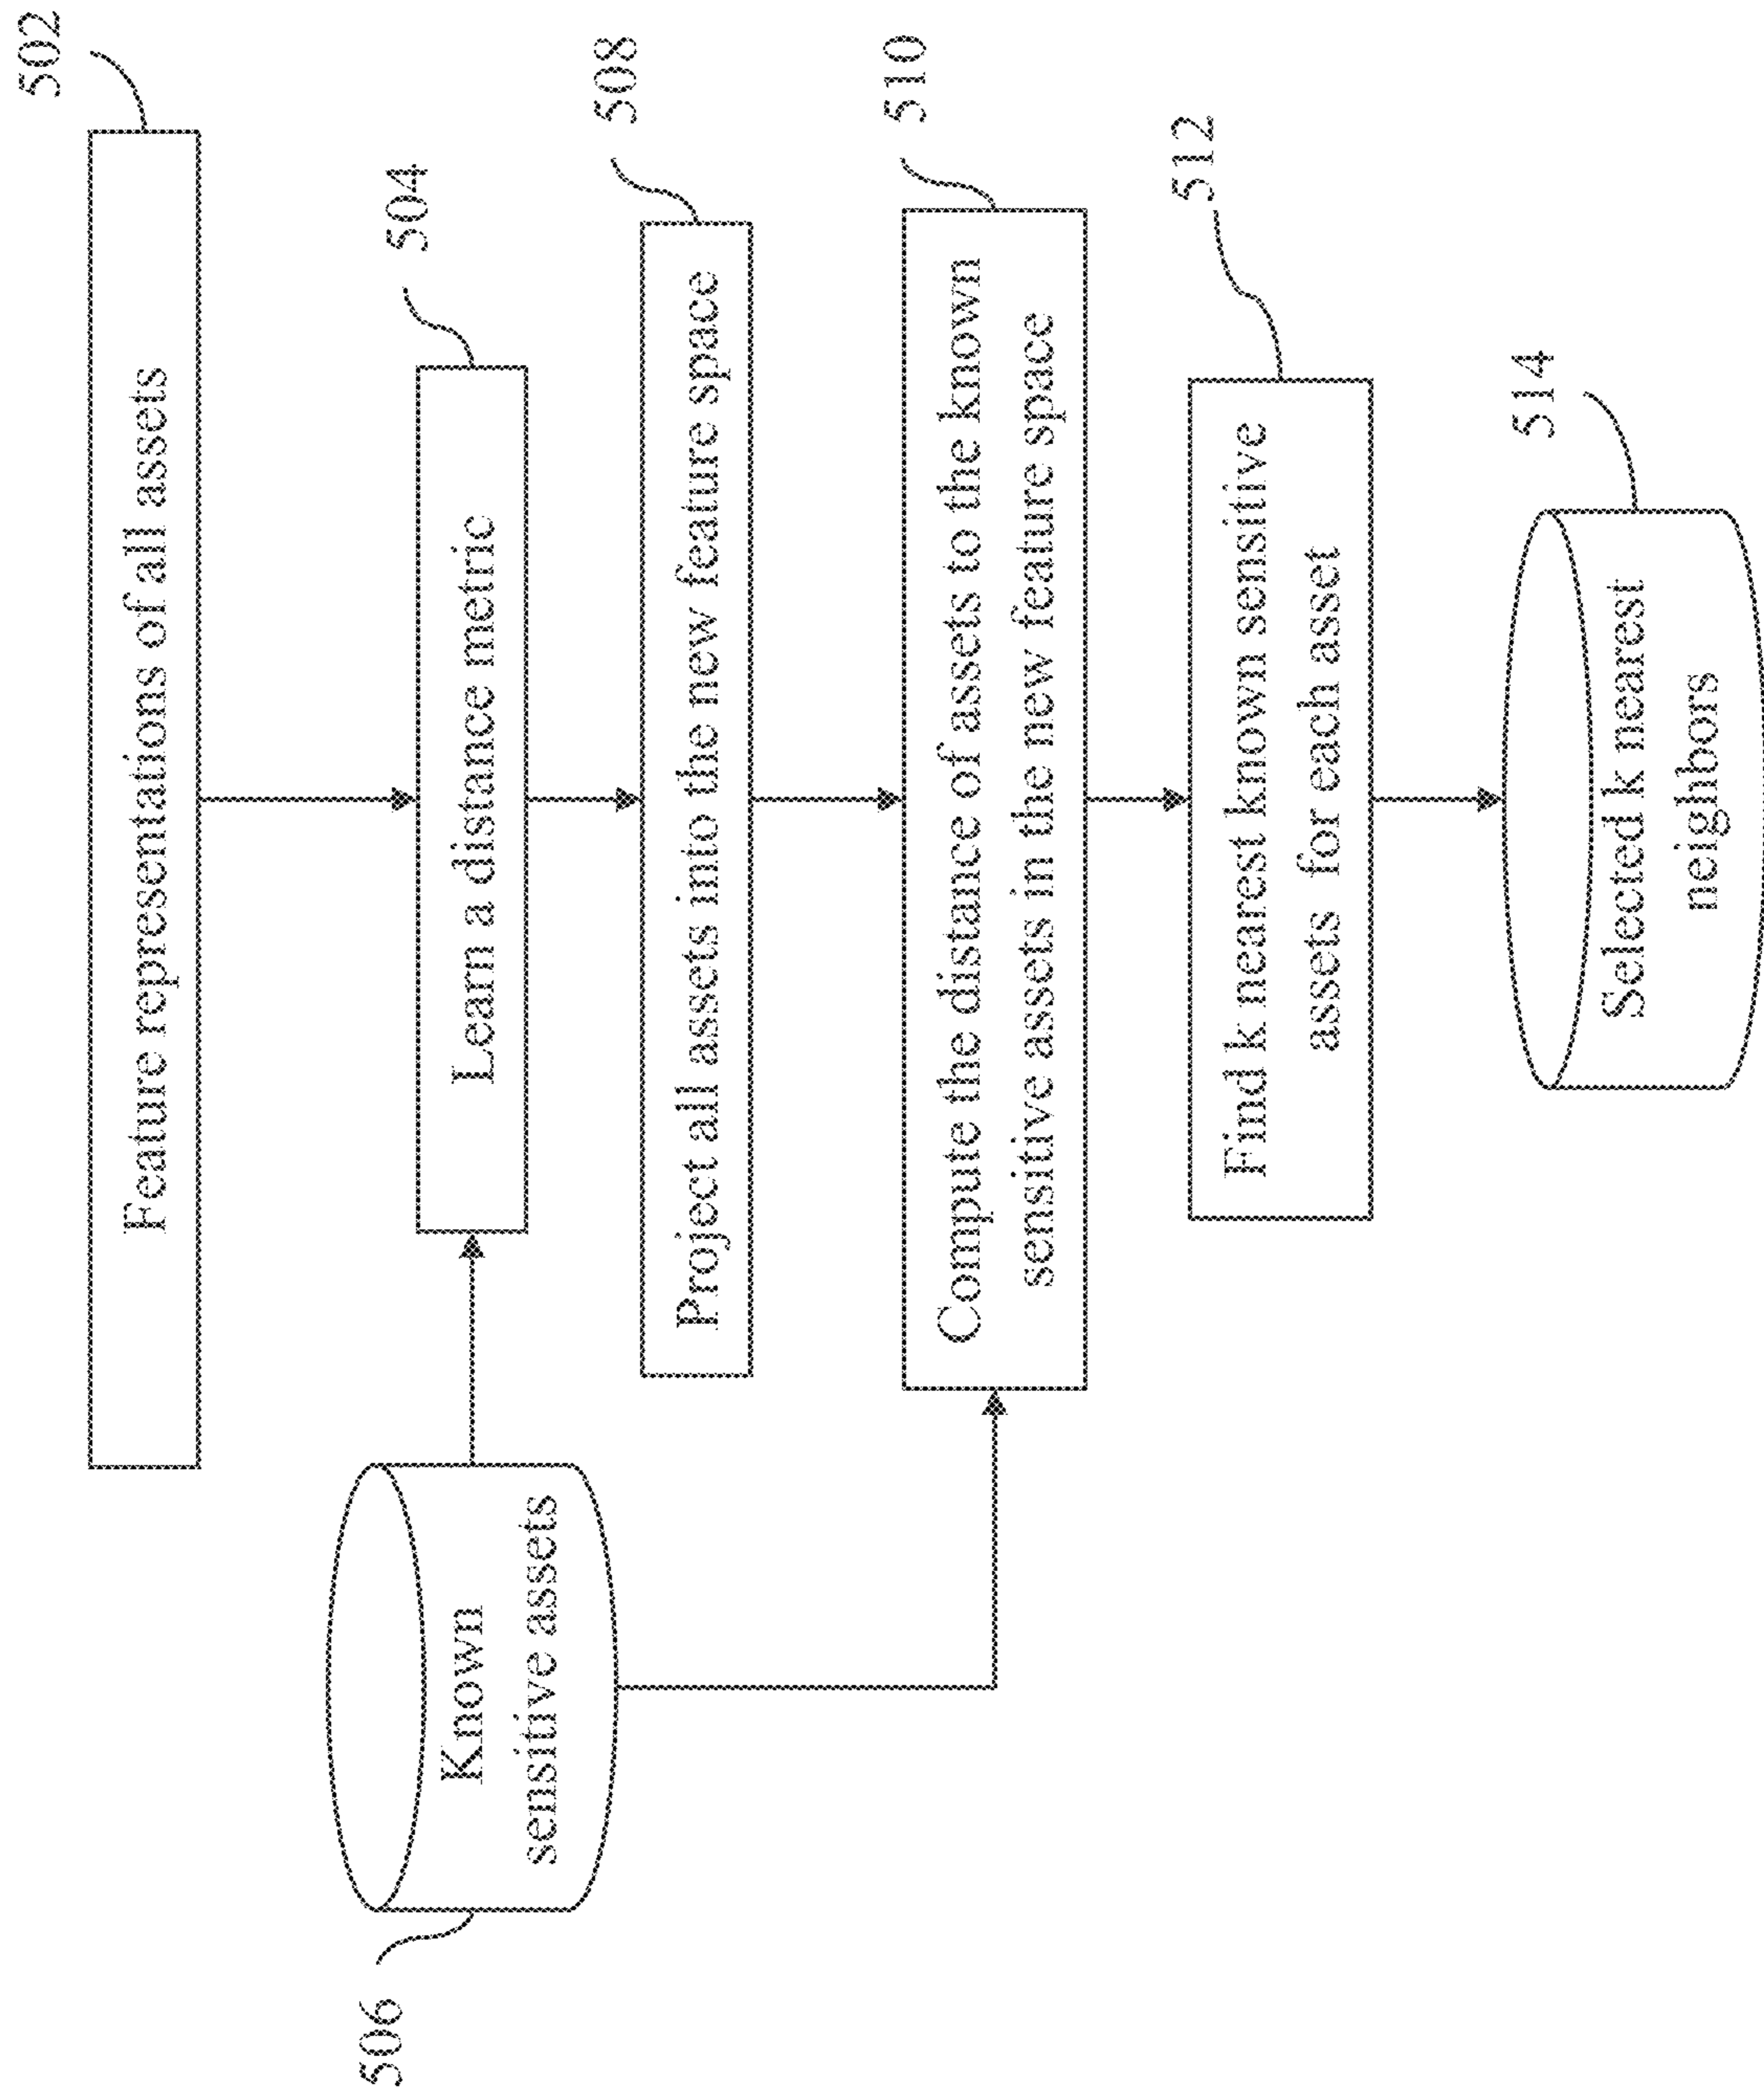 502
Feature representations of all assets
504
Learn a distance metric
506
Known
sensitive assets
508
Project all assets into the new feature space
510
Compute the distance of assets to the known
sensitive assets in the new feature space
512
Find k nearest known sensitive
assets for each asset
514
Selected k nearest
neighbors